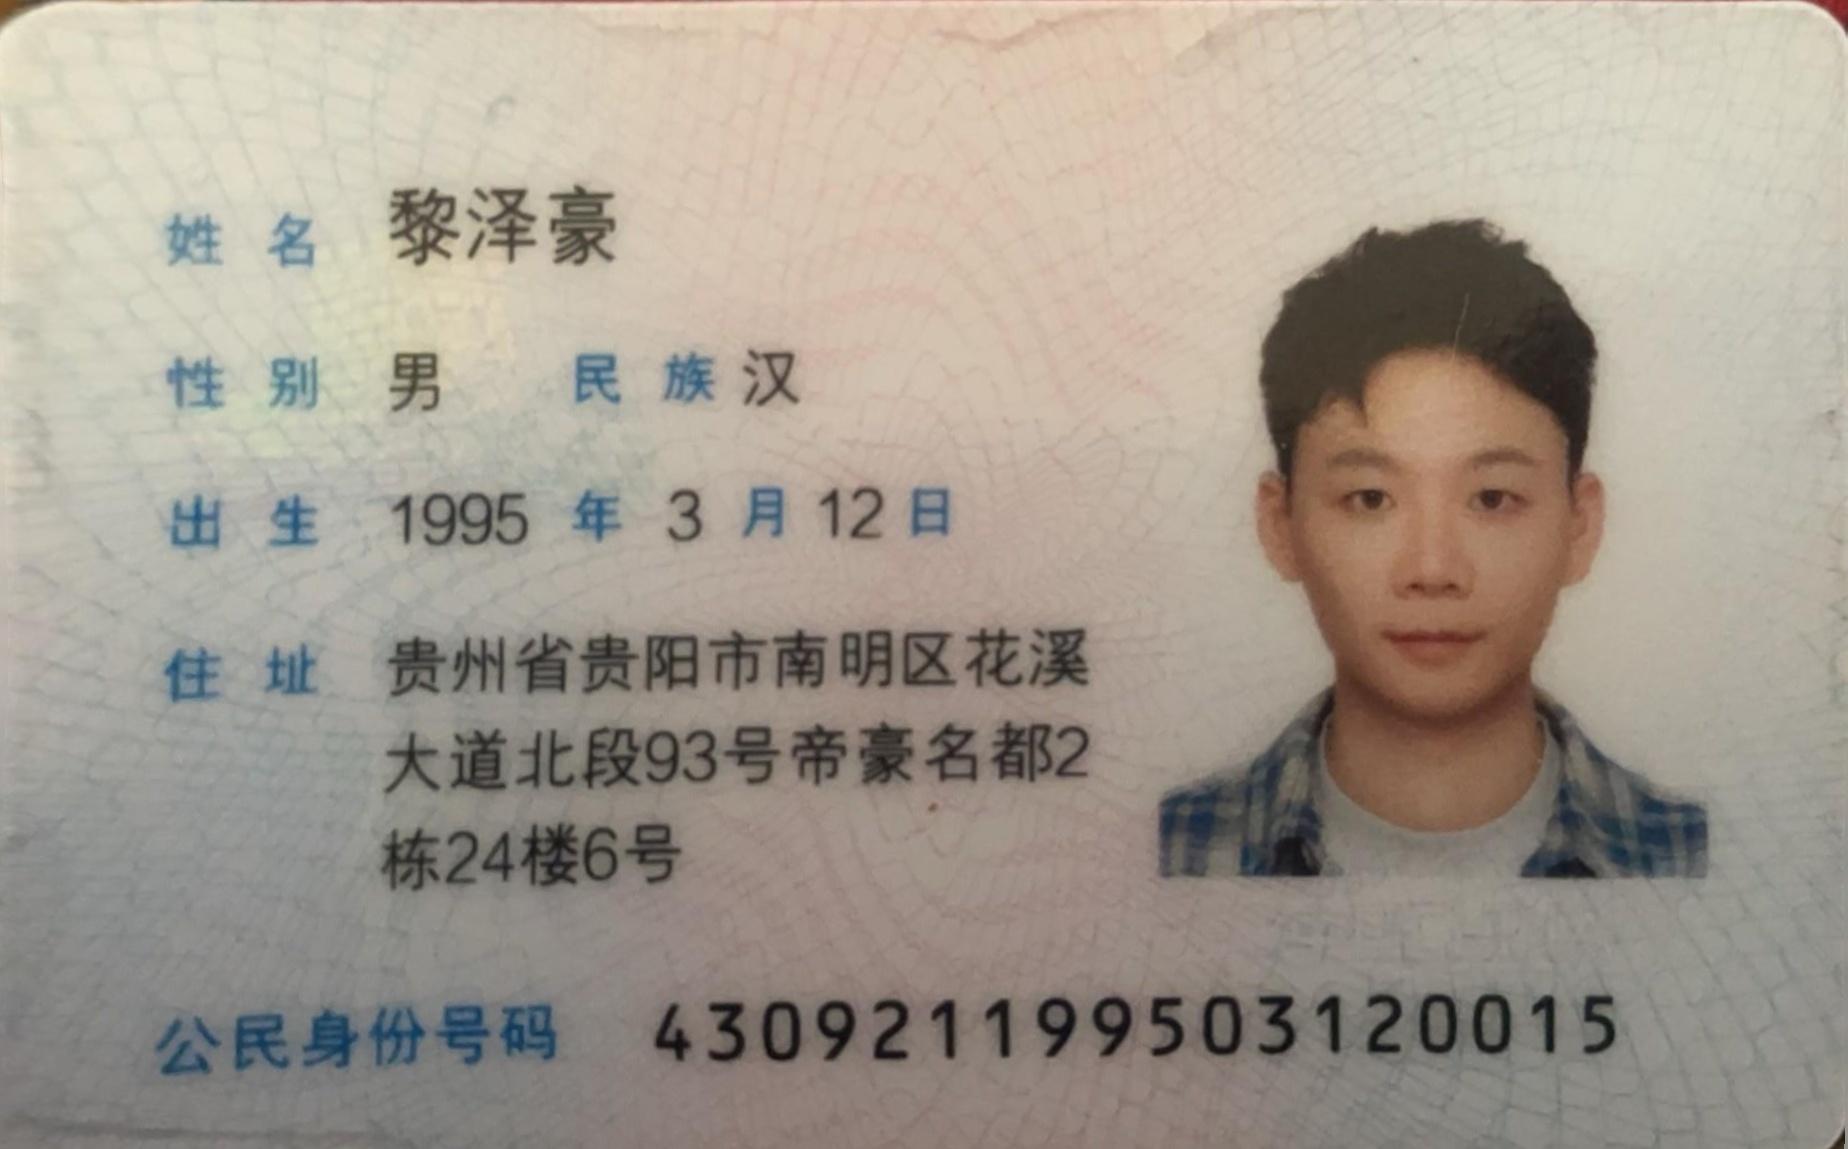 姓名 黎泽豪
性别 男 民族 汉
出生 1995 年 3 月 12 日
住址 贵州省贵阳市南明区花溪
大道北段93号帝豪名都2
栋24楼6号
公民身份号码 430921199503120015